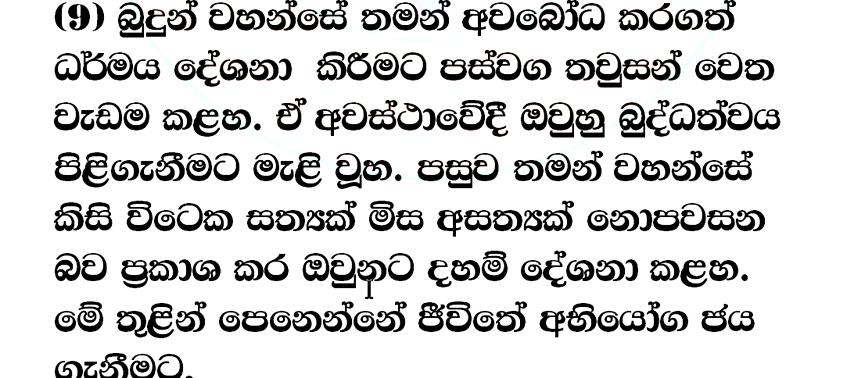 (9) බුදුන් වහන්සේ තමන් අවබෝධ කරගත්
ධර්මය දේශනා කිරීමට පස්වග තවුසන් වෙත
වැඩම කළහ. ඒ අවස්ථාවේදී ඔවුහු බුද්ධත්වය
පිළිගැනීමට මැළි වූහ. පසුව තමන් වහන්සේ
කිසි විටෙක සත්‍යක් මිස අසත්‍යක් නොපවසන
බව ප්‍රකාශ කර ඔවුනට දහම් දේශනා කළහ.
මේ තුළින් පෙනෙන්නේ ජීවිතේ අභියෝග ජය
ගැනීමට.